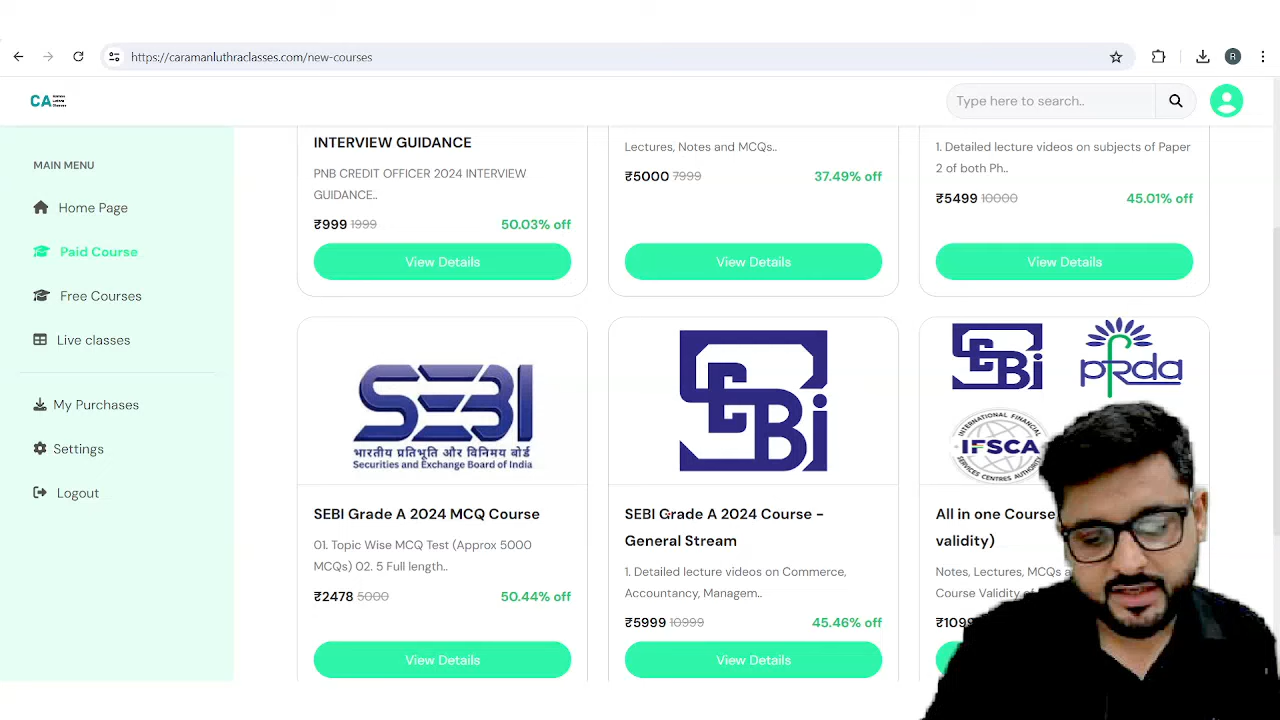 https://caramanluthraclasses.com/new-courses
R
CA
Type here to search..
MAIN MENU
Home Page
Paid Course
Free Courses
Live classes
My Purchases
Settings
Logout
INTERVIEW GUIDANCE
PNB CREDIT OFFICER 2024 INTERVIEW
GUIDANCE..
₹999 1999 50.03% off
View Details
Lectures, Notes and MCQs..
₹5000 7999 37.49% off
View Details
1. Detailed lecture videos on subjects of Paper
2 of both Ph..
₹5499 10000 45.01% off
View Details
SEBI
भारतीय प्रतिभूति और विनिमय बोर्ड
Securities and Exchange Board of India
SEBI Grade A 2024 MCQ Course
01. Topic Wise MCQ Test (Approx 5000
MCQs) 02. 5 Full length..
₹2478 5000 50.44% off
View Details
SEBi
SEBI Grade A 2024 Course -
General Stream
1. Detailed lecture videos on Commerce,
Accountancy, Managem..
₹5999 10999 45.46% off
View Details
SEBi
pfrda
INTERNATIONAL FINANCIAL
IFSCA
SERVICES CENTRES AUTHORITY
All in one Course
validity)
Notes, Lectures, MCQs
Course Validity
₹1099